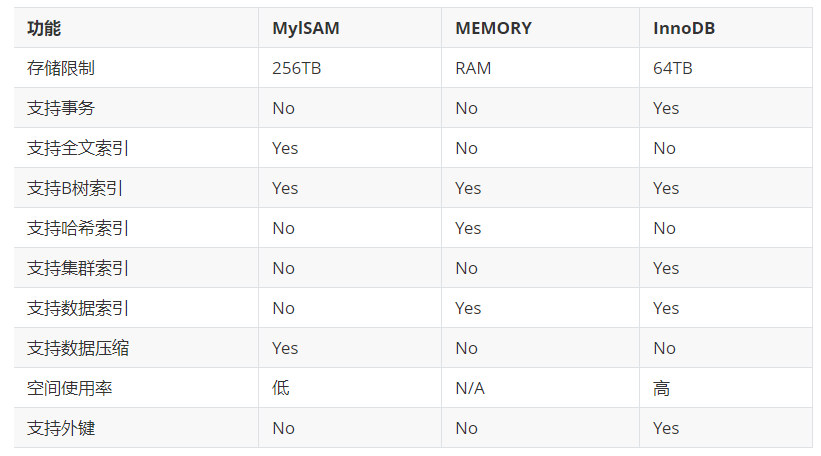 功能 MylSAM MEMORY InnoDB
存储限制 256TB RAM 64TB
支持事务 No No Yes
支持全文索引 Yes No No
支持B树索引 Yes Yes Yes
支持哈希索引 No Yes No
支持集群索引 No No Yes
支持数据索引 No Yes Yes
支持数据压缩 Yes No No
空间使用率 低 N/A 高
支持外键 No No Yes